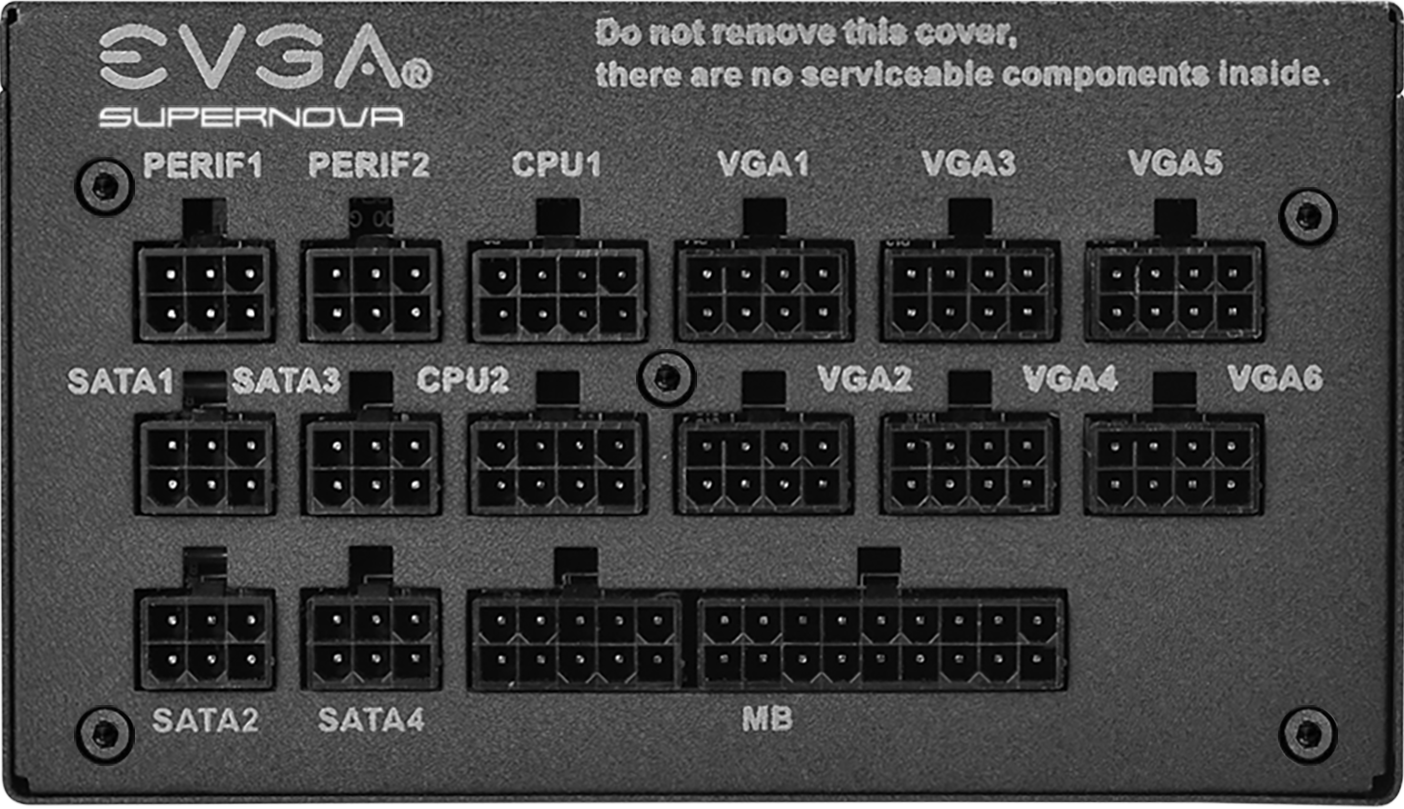 EVGA®
SUPERNOVA
Do not remove this cover,
there are no serviceable components inside.
PERIF1 PERIF2 CPU1 VGA1 VGA3 VGA5
SATA1 SATA3 CPU2 VGA2 VGA4 VGA6
SATA2 SATA4 MB